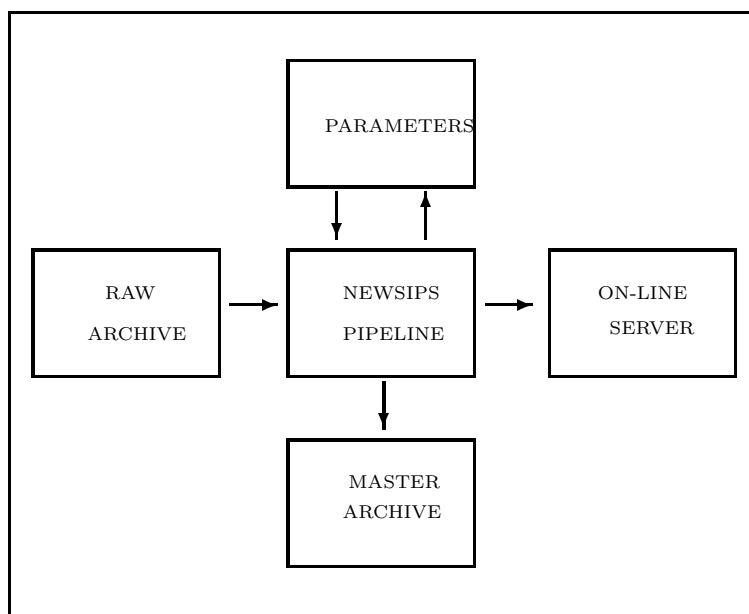 PARAMETERS
RAW
ARCHIVE
NEWSIPS
PIPELINE
ON-LINE
SERVER
MASTER
ARCHIVE